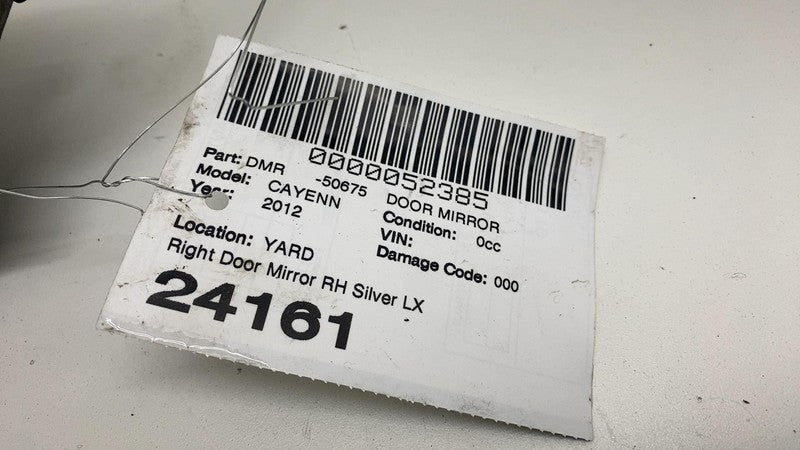 0000052385
Part: DMR -50675 DOOR MIRROR
Model: CAYENN Condition: 0cc
Year: 2012 VIN:
Damage Code: 000
Location: YARD
Right Door Mirror RH Silver LX
24161